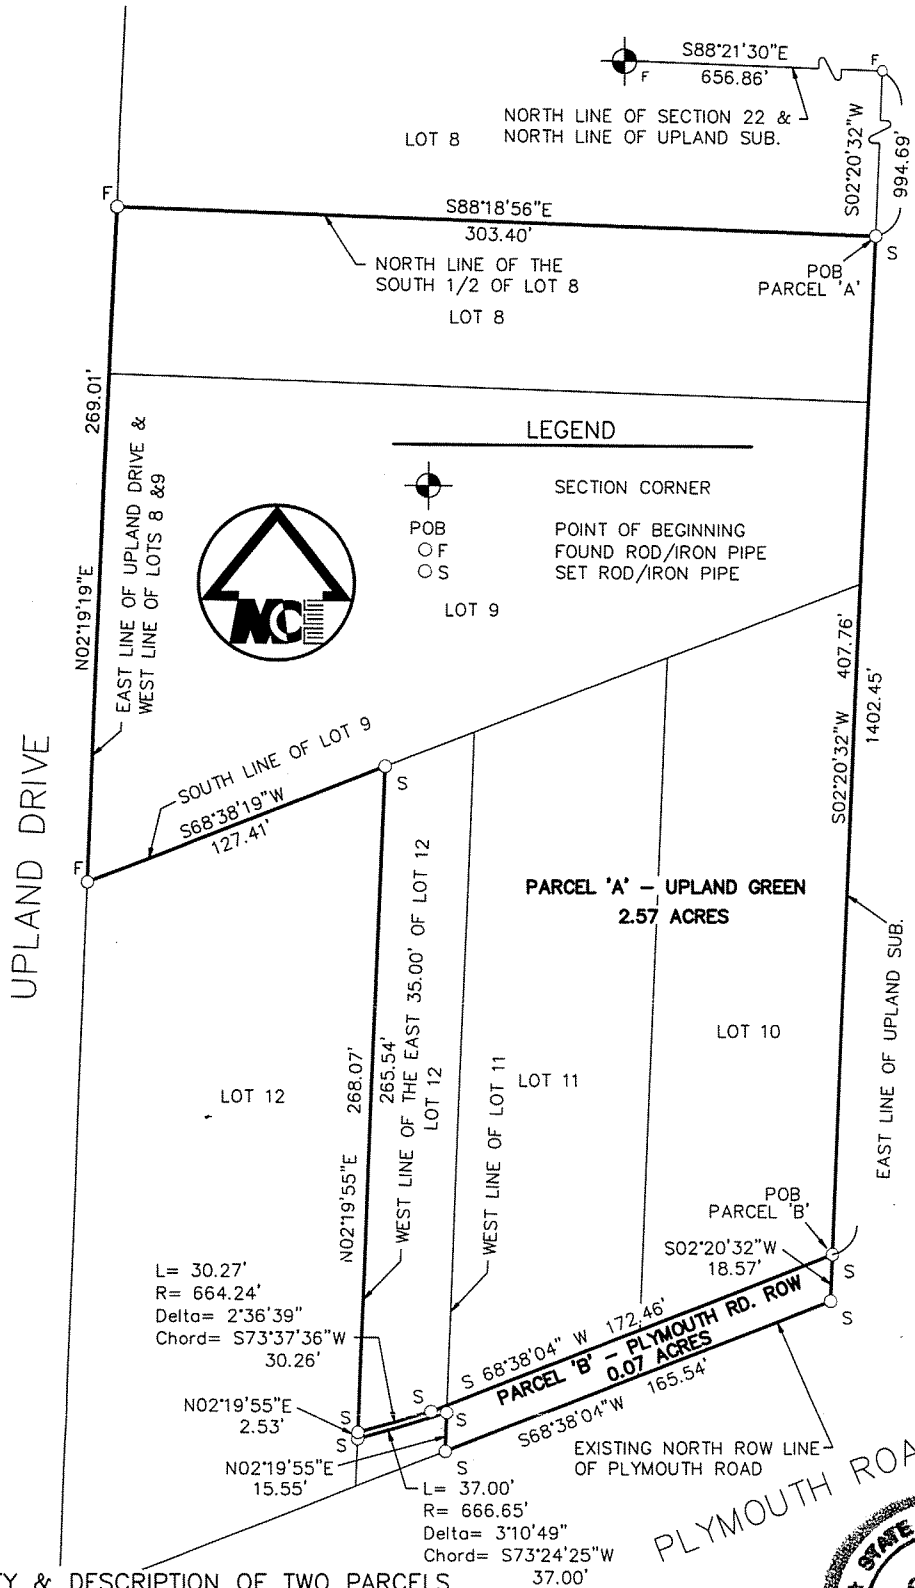 S88°21'30"E
656.86'
F
F
NORTH LINE OF SECTION 22 &
NORTH LINE OF UPLAND SUB.
LOT 8
S02°20'32"W
994.69'
F
S88°18'56"E
303.40'
S
NORTH LINE OF THE
SOUTH 1/2 OF LOT 8
POB
PARCEL 'A'
LOT 8
269.01'
N02°19'19"E
EAST LINE OF UPLAND DRIVE &
WEST LINE OF LOTS 8 &9
LEGEND
SECTION CORNER
POB POINT OF BEGINNING
F FOUND ROD/IRON PIPE
S SET ROD/IRON PIPE
MCI
LOT 9
S02°20'32"W 407.76'
1402.45'
UPLAND DRIVE
SOUTH LINE OF LOT 9
S68°38'19"W
127.41'
S
F
PARCEL 'A' – UPLAND GREEN
2.57 ACRES
EAST LINE OF UPLAND SUB.
N02°19'55"E 268.07'
265.54'
WEST LINE OF THE EAST 35.00' OF LOT 12
LOT 12
WEST LINE OF LOT 11
LOT 12
LOT 11
LOT 10
POB
PARCEL 'B'
S02°20'32"W
18.57'
S
S
L= 30.27'
R= 664.24'
Delta= 2°36'39"
Chord= S73°37'36"W
30.26'
S 68°38'04" W 172.46'
PARCEL 'B' – PLYMOUTH RD. ROW
0.07 ACRES
S68°38'04"W 165.54'
N02°19'55"E
2.53'
S
S
S
S
N02°19'55"E
15.55'
S
EXISTING NORTH ROW LINE
OF PLYMOUTH ROAD
L= 37.00'
R= 666.65'
Delta= 3°10'49"
Chord= S73°24'25"W
37.00'
PLYMOUTH ROA
STATE
TY & DESCRIPTION OF TWO PARCELS